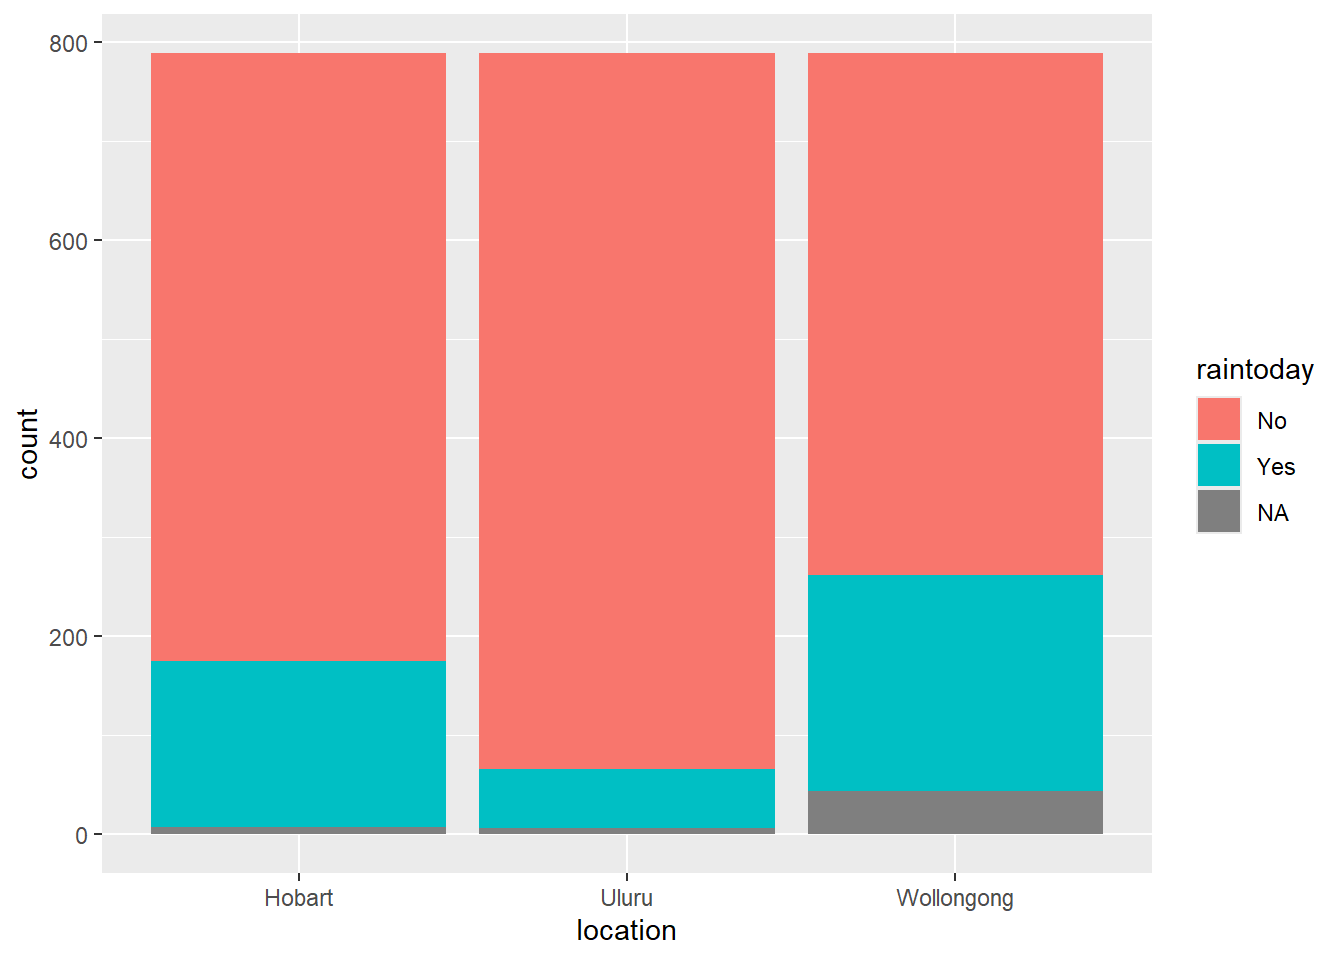 800
600
400
200
0
count
Hobart
Uluru
Wollongong
location
raintoday
No
Yes
NA